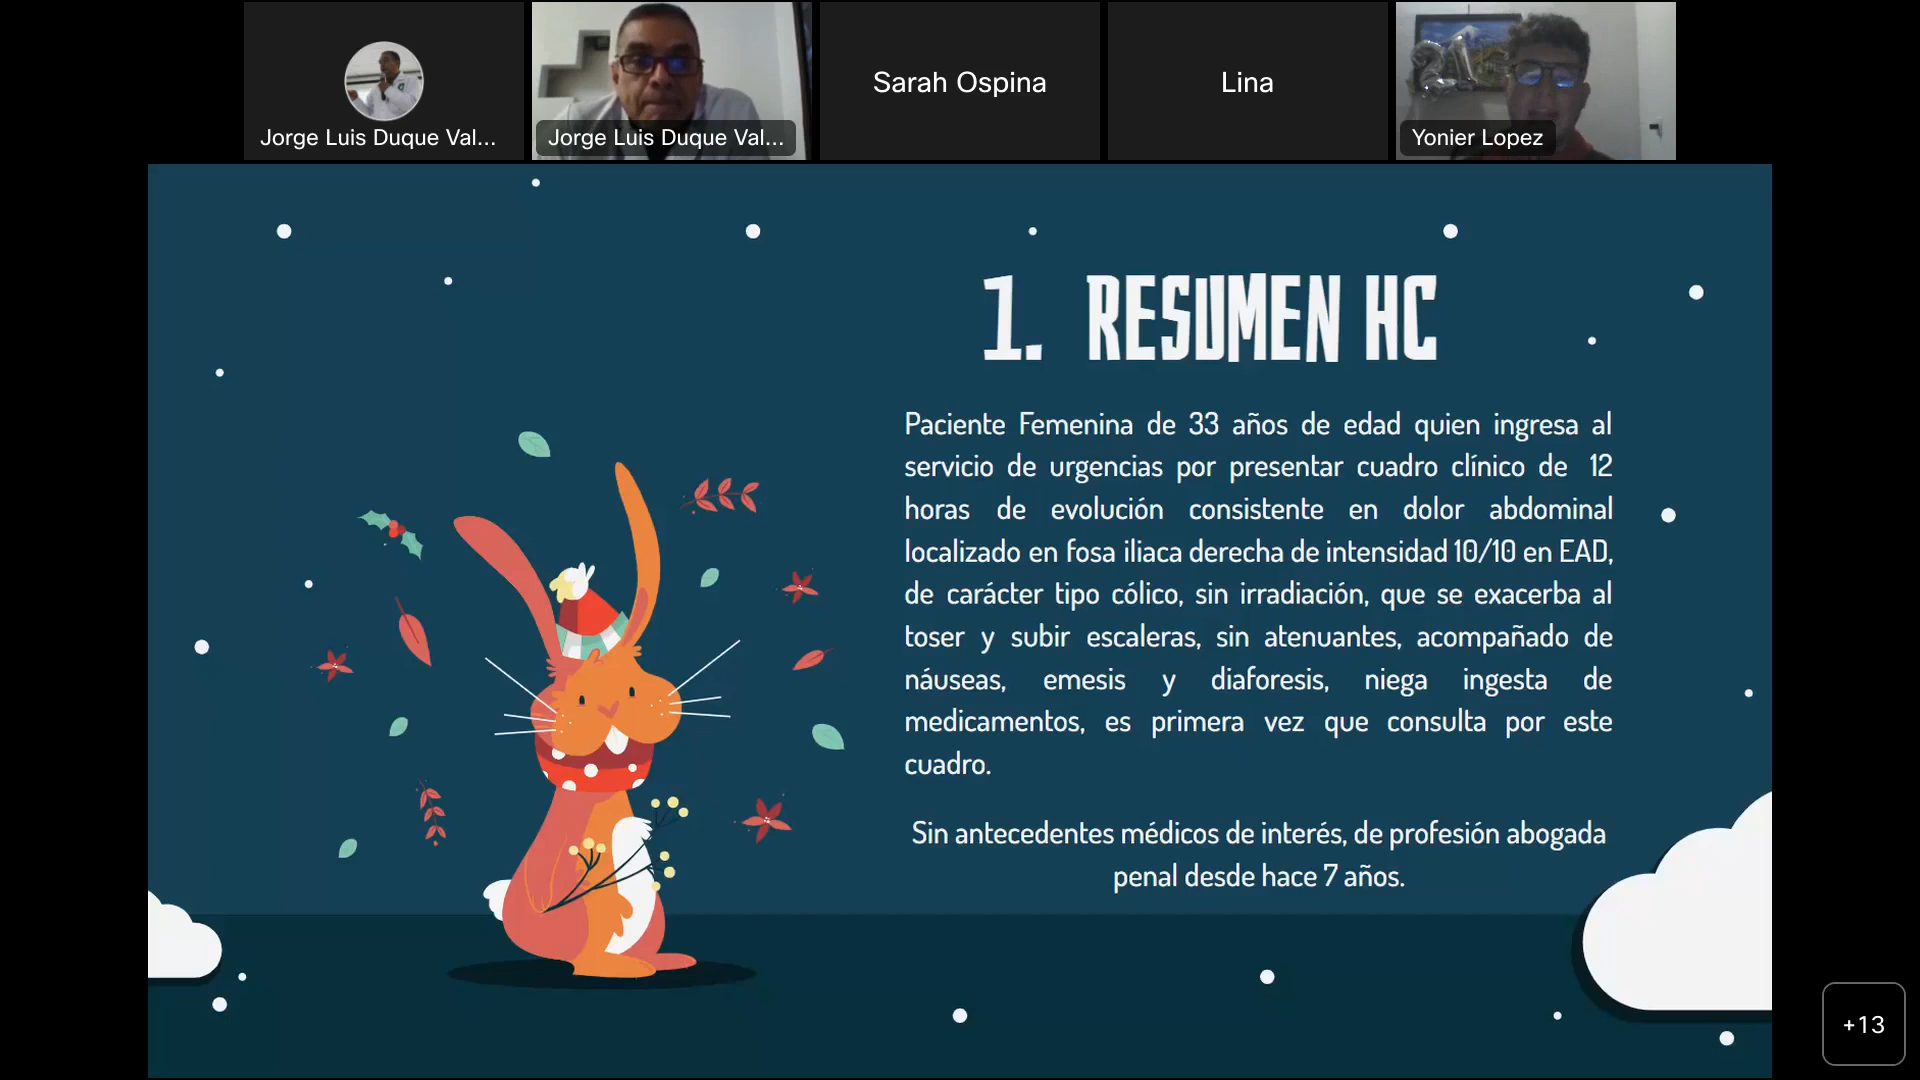 Jorge Luis Duque Val...
Jorge Luis Duque Val...
Sarah Ospina
Lina
Yonier Lopez
1. RESUMEN HC
Paciente Femenina de 33 años de edad quien ingresa al
servicio de urgencias por presentar cuadro clínico de 12
horas de evolución consistente en dolor abdominal
localizado en fosa iliaca derecha de intensidad 10/10 en EAD,
de carácter tipo cólico, sin irradiación, que se exacerba al
toser y subir escaleras, sin atenuantes, acompañado de
náuseas, emesis y diaforesis, niega ingesta de
medicamentos, es primera vez que consulta por este
cuadro.
Sin antecedentes médicos de interés, de profesión abogada
penal desde hace 7 años.
+13